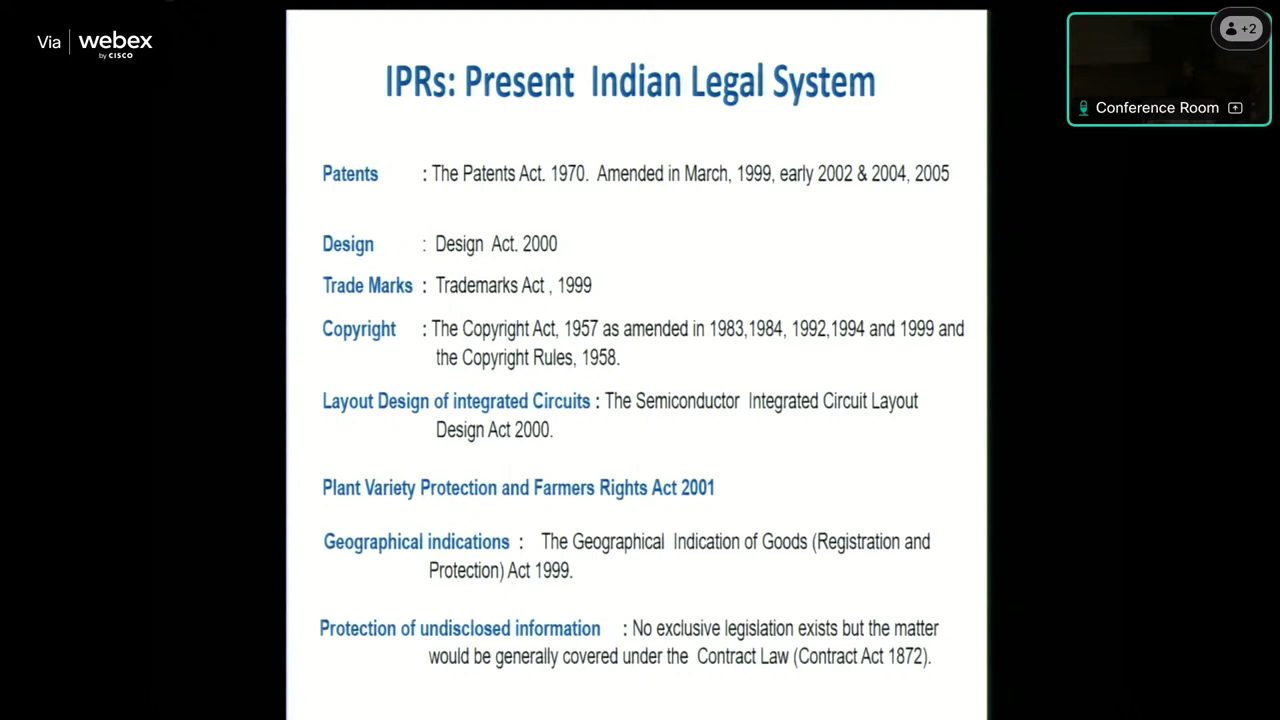 Via webex
by CISCO
+2
Conference Room
IPRs: Present Indian Legal System
Patents : The Patents Act. 1970. Amended in March, 1999, early 2002 & 2004, 2005
Design : Design Act. 2000
Trade Marks : Trademarks Act , 1999
Copyright : The Copyright Act, 1957 as amended in 1983,1984, 1992,1994 and 1999 and
the Copyright Rules, 1958.
Layout Design of integrated Circuits : The Semiconductor Integrated Circuit Layout
Design Act 2000.
Plant Variety Protection and Farmers Rights Act 2001
Geographical indications : The Geographical Indication of Goods (Registration and
Protection) Act 1999.
Protection of undisclosed information : No exclusive legislation exists but the matter
would be generally covered under the Contract Law (Contract Act 1872).